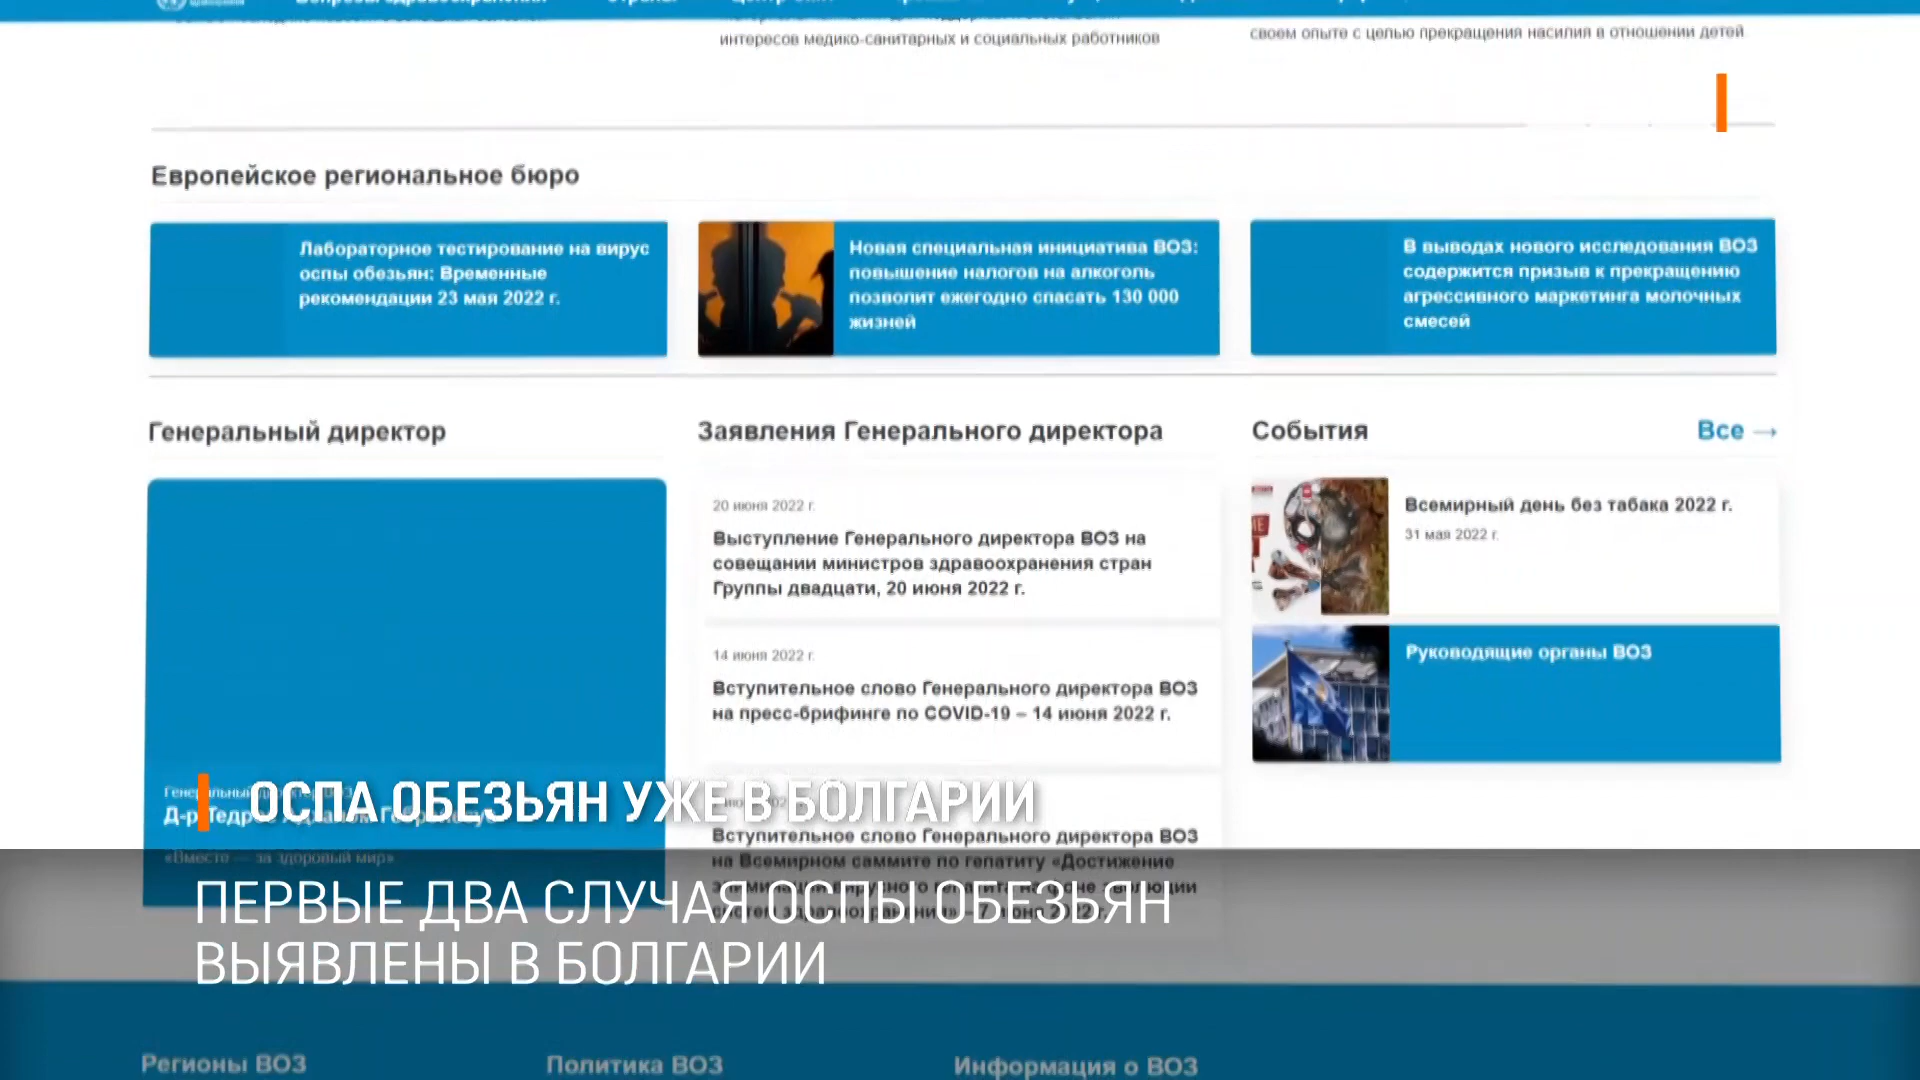 интересов медико-санитарных и социальных работников
своем опыте с целью прекращения насилия в отношении детей
Европейское региональное бюро
Лабораторное тестирование на вирус
оспы обезьян: Временные
рекомендации 23 мая 2022 г.
Новая специальная инициатива ВОЗ:
повышение налогов на алкоголь
позволит ежегодно спасать 130 000
жизней
В выводах нового исследования ВОЗ
содержится призыв к прекращению
агрессивного маркетинга молочных
смесей
Генеральный директор
Заявления Генерального директора
20 июня 2022 г.
Выступление Генерального директора ВОЗ на
совещании министров здравоохранения стран
Группы двадцати, 20 июня 2022 г.
14 июня 2022 г.
Вступительное слово Генерального директора ВОЗ
на пресс-брифинге по COVID-19 – 14 июня 2022 г.
Вступительное слово Генерального директора ВОЗ
на Всемирном саммите по гепатиту «Достижение
События
Все →
Всемирный день без табака 2022 г.
31 мая 2022 г.
Руководящие органы ВОЗ
«Вместе — за здоровый мир»
ОСПА ОБЕЗЬЯН УЖЕ В БОЛГАРИИ
ПЕРВЫЕ ДВА СЛУЧАЯ ОСПЫ ОБЕЗЬЯН
ВЫЯВЛЕНЫ В БОЛГАРИИ
Регионы ВОЗ
Политика ВОЗ
Информация о ВОЗ